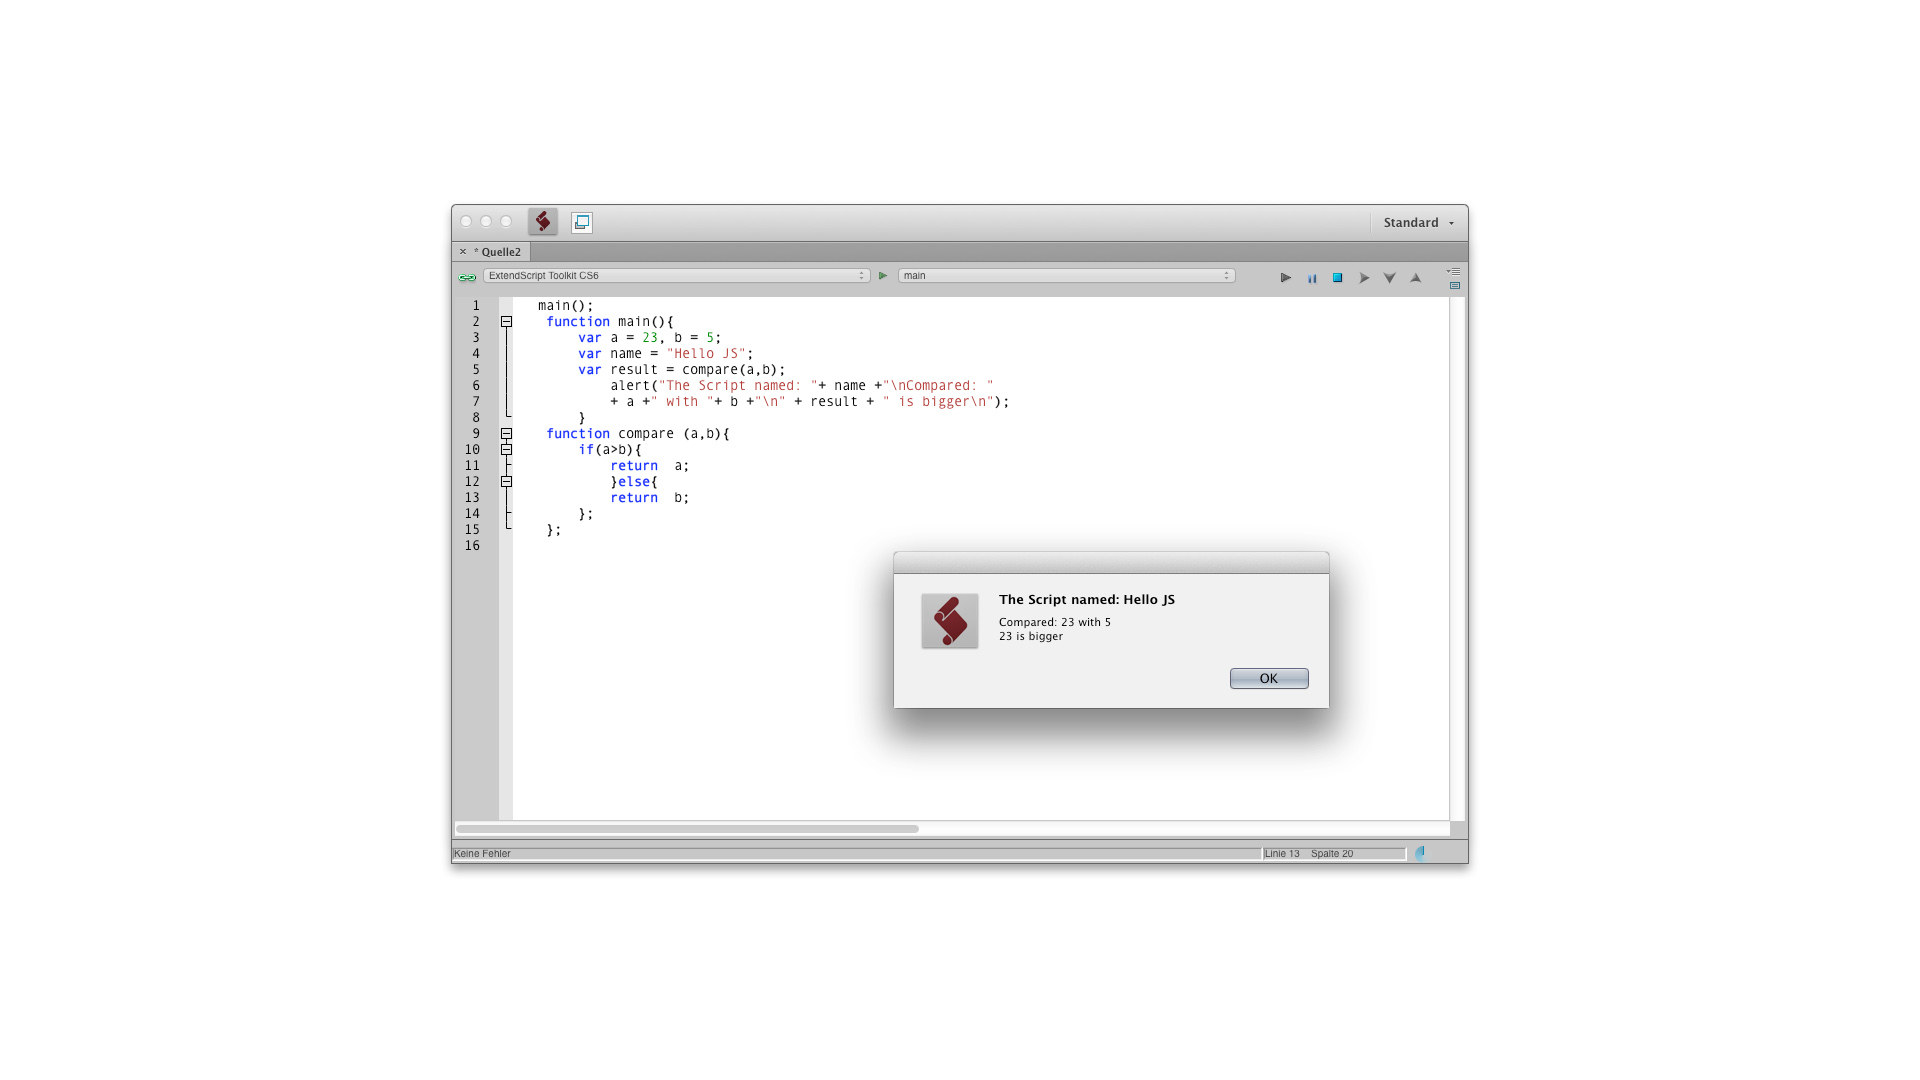 Standard
× * Quelle2
ExtendScript Toolkit CS6
main
1 main();
2 function main(){
3 var a = 23, b = 5;
4 var name = "Hello JS";
5 var result = compare(a,b);
6 alert("The Script named: "+ name +"\nCompared: "
7 + a +" with "+ b +"\n" + result + " is bigger\n");
8 }
9 function compare (a,b){
10 if(a>b){
11 return  a;
12 }else{
13 return  b;
14 };
15 };
16
The Script named: Hello JS
Compared: 23 with 5
23 is bigger
OK
Keine Fehler
Linie 13 Spalte 20